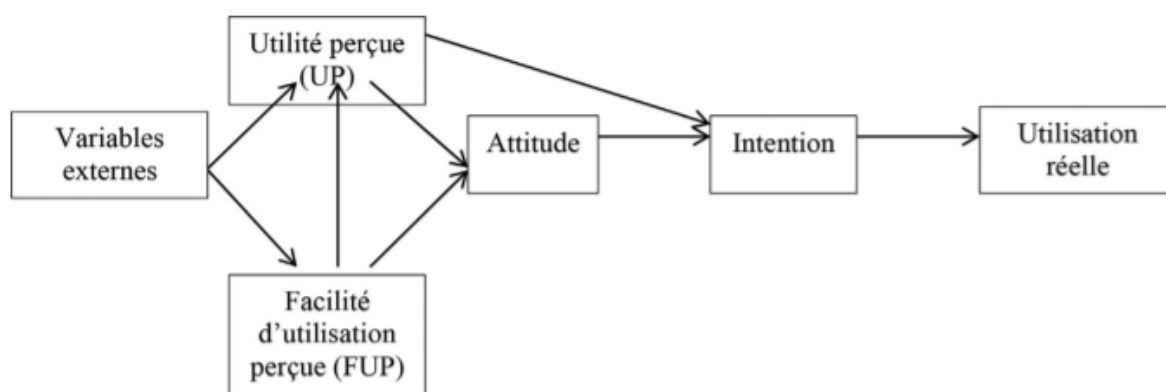 Utilité perçue
(UP)
Variables
externes
Attitude
Intention
Utilisation
réelle
Facilité
d’utilisation
perçue (FUP)